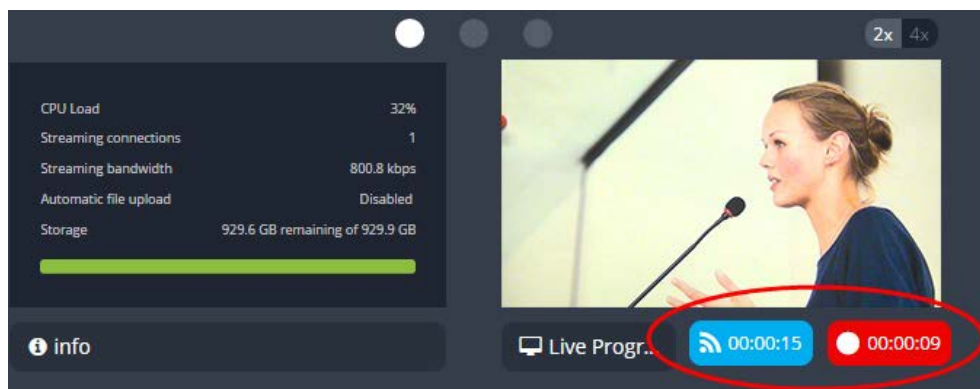 2x 4x
CPU Load 32%
Streaming connections 1
Streaming bandwidth 800.8 kbps
Automatic file upload Disabled
Storage 929.6 GB remaining of 929.9 GB
info
Live Progr... 00:00:15 00:00:09